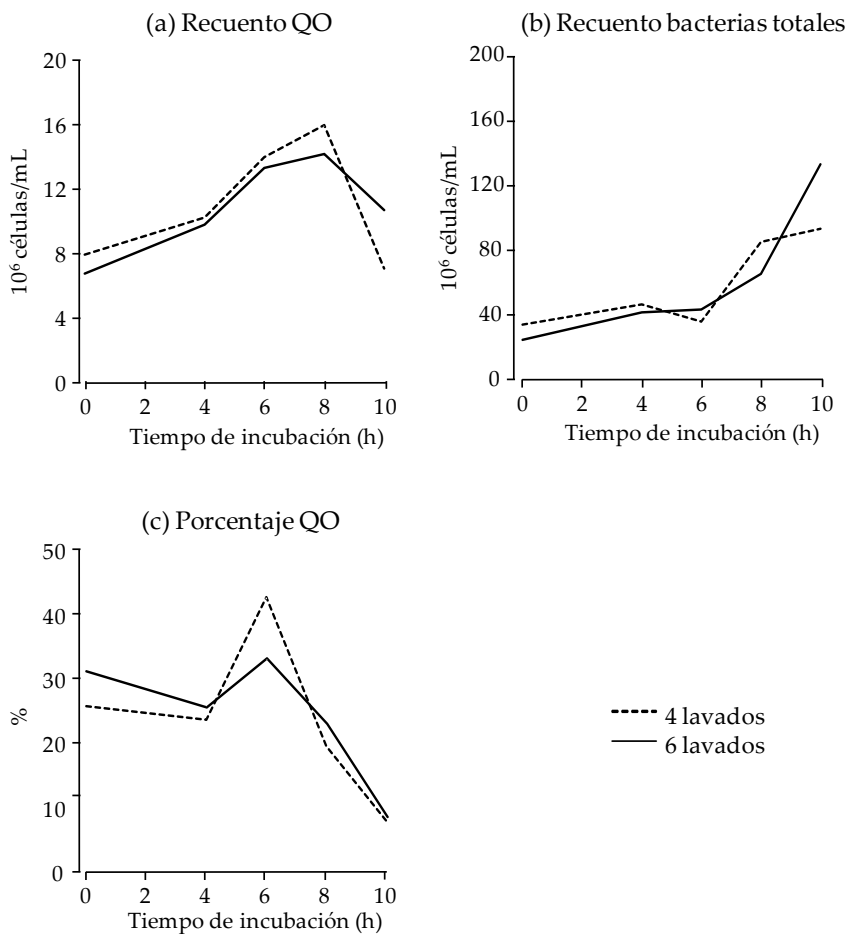 (a) Recuento QO
20
16
12
8
4
0
10⁶ células/mL
0 2 4 6 8 10
Tiempo de incubación (h)
(b) Recuento bacterias totales
200
160
120
80
40
0
10⁶ células/mL
0 2 4 6 8 10
Tiempo de incubación (h)
(c) Porcentaje QO
50
40
30
20
10
0
%
0 2 4 6 8 10
Tiempo de incubación (h)
4 lavados
6 lavados